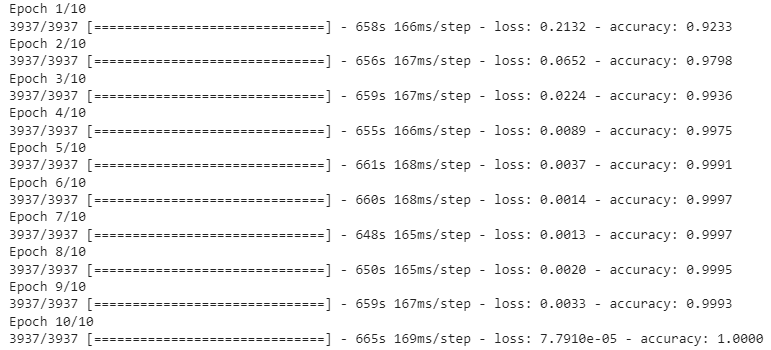 Epoch 1/10
3937/3937 [==============================] - 658s 166ms/step - loss: 0.2132 - accuracy: 0.9233
Epoch 2/10
3937/3937 [==============================] - 656s 167ms/step - loss: 0.0652 - accuracy: 0.9798
Epoch 3/10
3937/3937 [==============================] - 659s 167ms/step - loss: 0.0224 - accuracy: 0.9936
Epoch 4/10
3937/3937 [==============================] - 655s 166ms/step - loss: 0.0089 - accuracy: 0.9975
Epoch 5/10
3937/3937 [==============================] - 661s 168ms/step - loss: 0.0037 - accuracy: 0.9991
Epoch 6/10
3937/3937 [==============================] - 660s 168ms/step - loss: 0.0014 - accuracy: 0.9997
Epoch 7/10
3937/3937 [==============================] - 648s 165ms/step - loss: 0.0013 - accuracy: 0.9997
Epoch 8/10
3937/3937 [==============================] - 650s 165ms/step - loss: 0.0020 - accuracy: 0.9995
Epoch 9/10
3937/3937 [==============================] - 659s 167ms/step - loss: 0.0033 - accuracy: 0.9993
Epoch 10/10
3937/3937 [==============================] - 665s 169ms/step - loss: 7.7910e-05 - accuracy: 1.0000